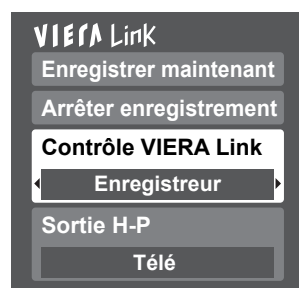 VIERA Link
Enregistrer maintenant
Arrêter enregistrement
Contrôle VIERA Link
Enregistreur
Sortie H-P
Télé